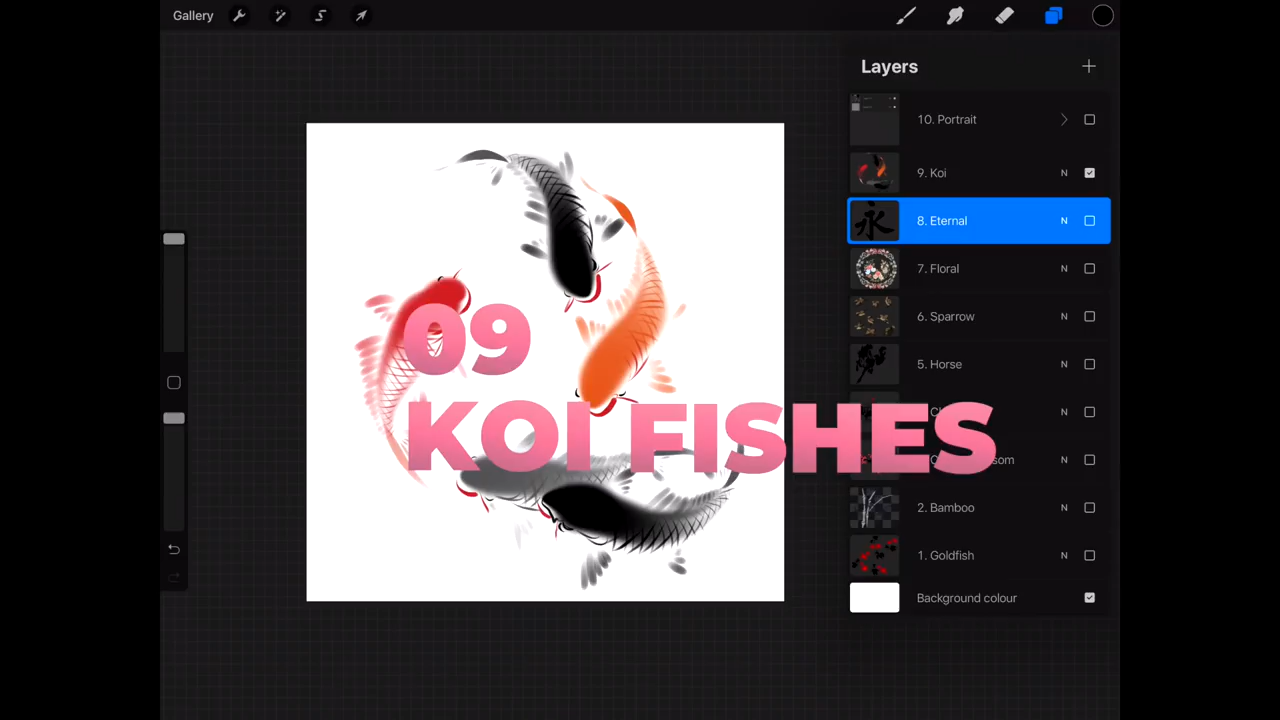 Gallery
Layers
10. Portrait
9. Koi N
永 8. Eternal N
7. Floral N
6. Sparrow N
5. Horse N
N
N
2. Bamboo N
1. Goldfish N
Background colour
09
KOI FISHES